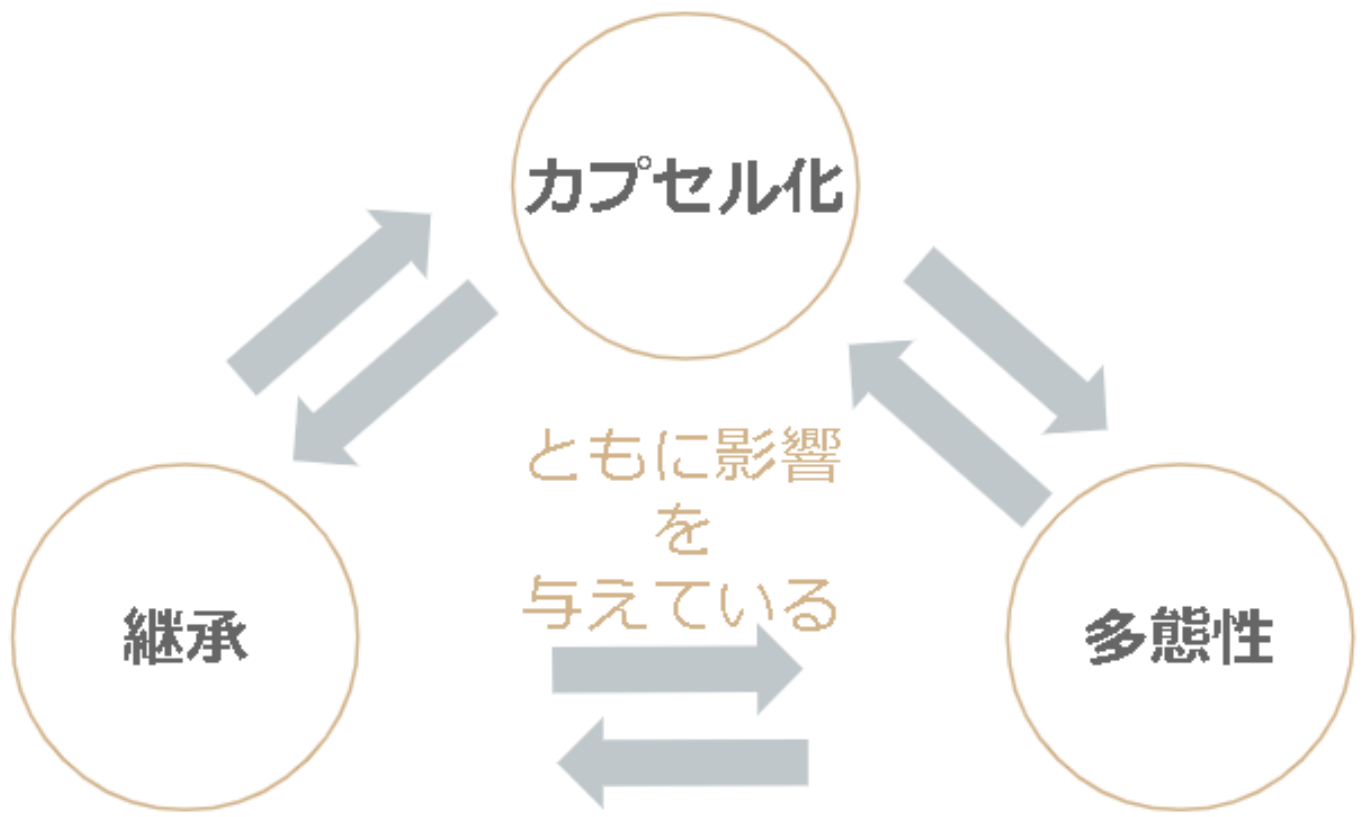 カプセル化
ともに影響
を
与えている
継承
多態性